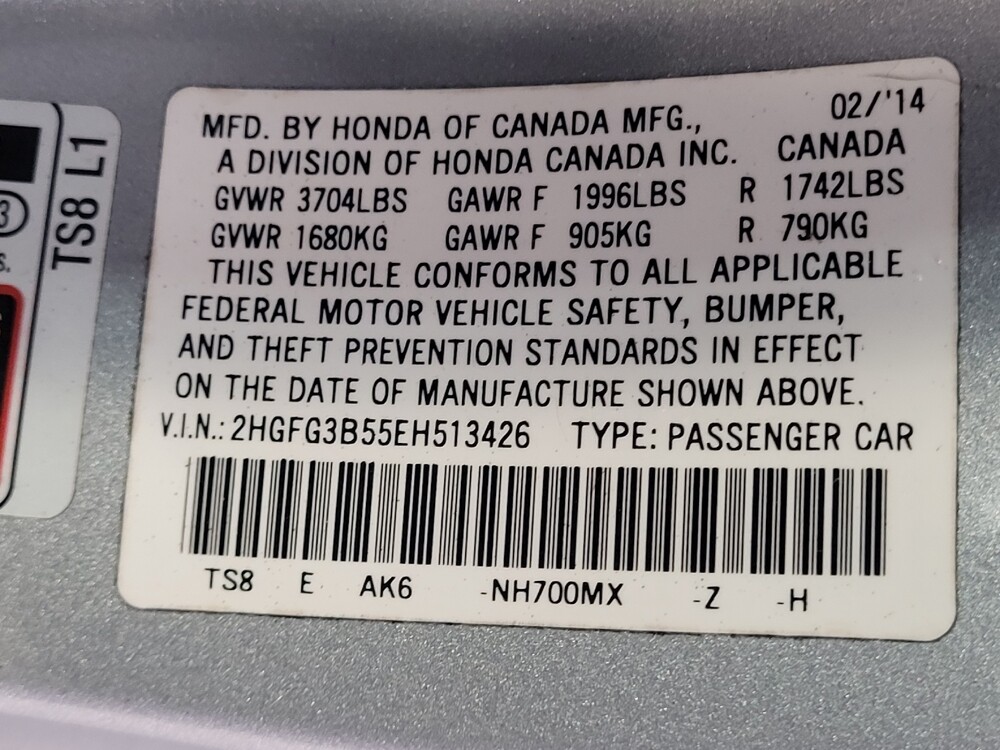 MFD. BY HONDA OF CANADA MFG., 02/'14
A DIVISION OF HONDA CANADA INC. CANADA
GVWR 3704LBS GAWR F 1996LBS R 1742LBS
GVWR 1680KG GAWR F 905KG R 790KG
THIS VEHICLE CONFORMS TO ALL APPLICABLE
FEDERAL MOTOR VEHICLE SAFETY, BUMPER,
AND THEFT PREVENTION STANDARDS IN EFFECT
ON THE DATE OF MANUFACTURE SHOWN ABOVE.
V.I.N.: 2HGFG3B55EH513426 TYPE: PASSENGER CAR
TS8 E AK6 -NH700MX -Z -H
TS8 L1